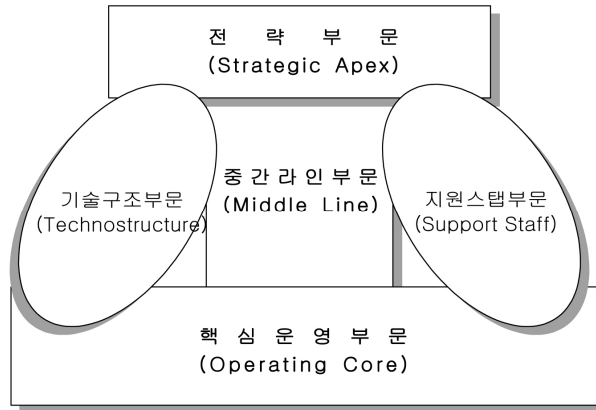 전 략 부 문
(Strategic Apex)
중간라인부문
(Middle Line)
기술구조부문
(Technostructure)
지원스탭부문
(Support Staff)
핵 심 운 영 부 문
(Operating Core)